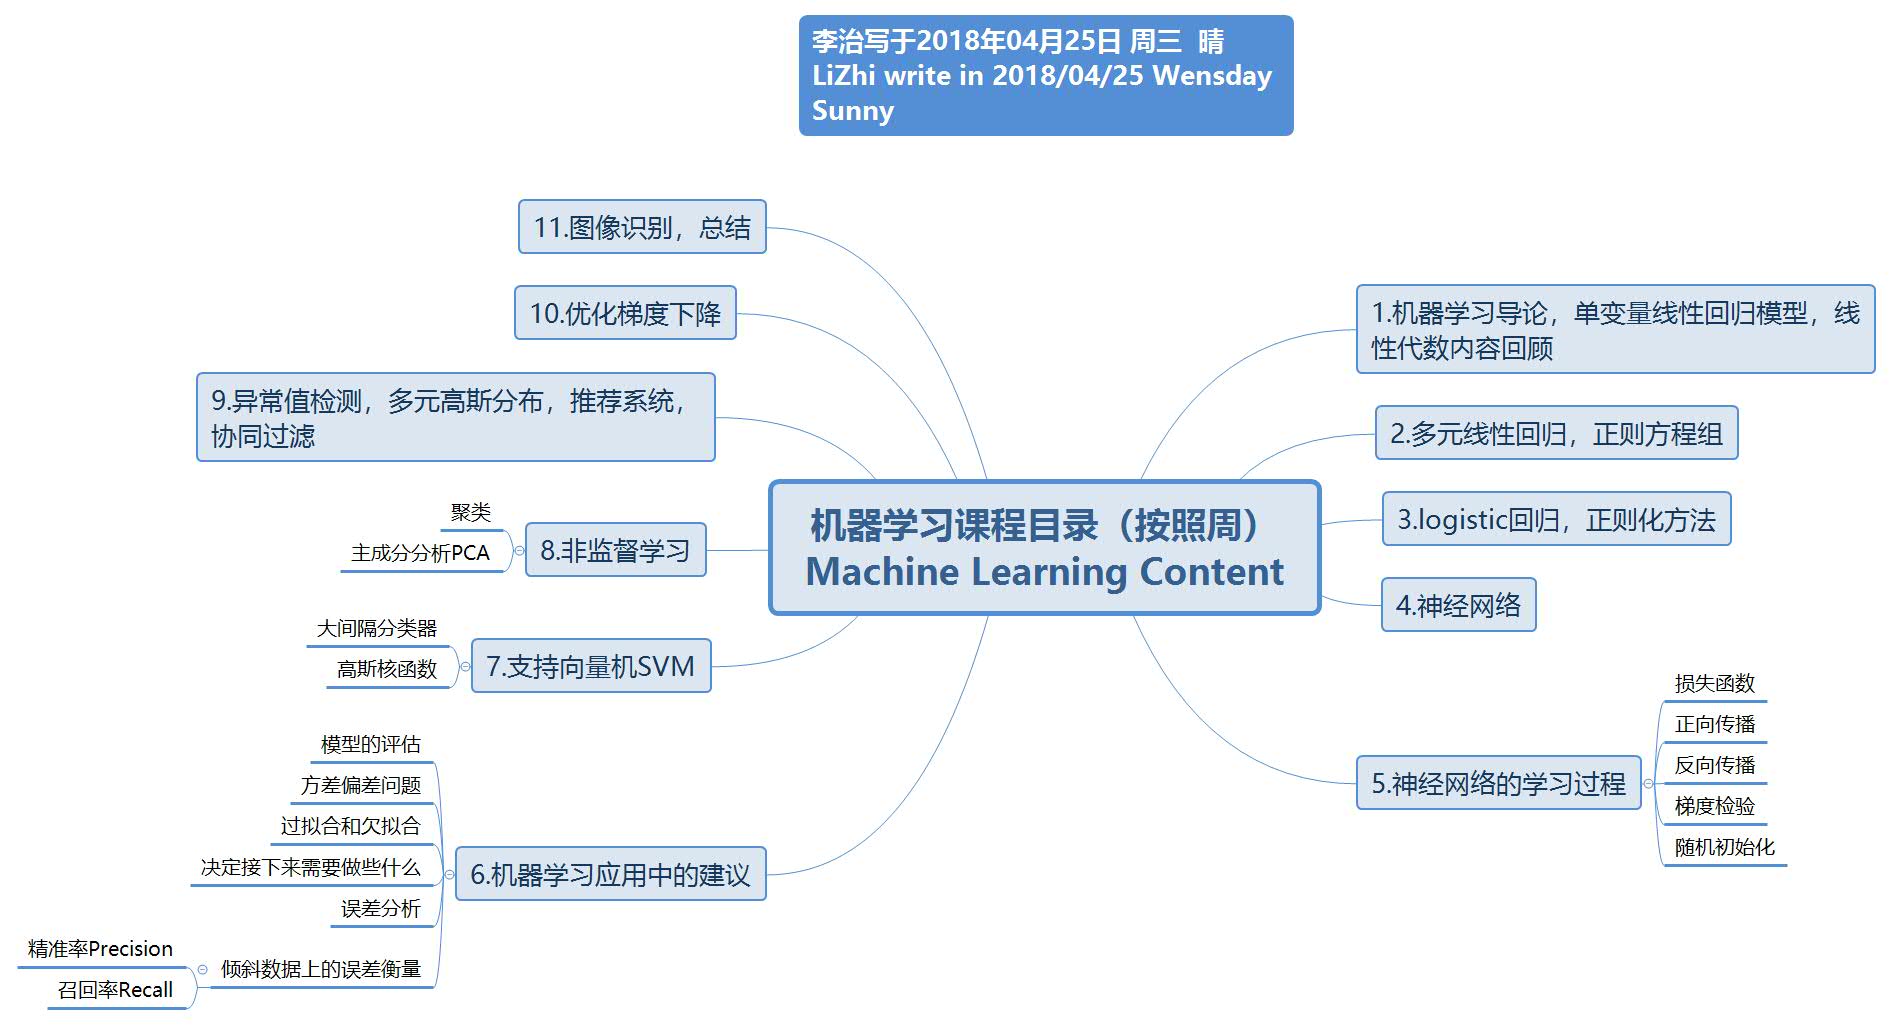 李治写于2018年04月25日 周三  晴
LiZhi write in 2018/04/25 Wensday
Sunny
机器学习课程目录（按照周）
Machine Learning Content
1.机器学习导论，单变量线性回归模型，线
性代数内容回顾
2.多元线性回归，正则方程组
3.logistic回归，正则化方法
4.神经网络
5.神经网络的学习过程
损失函数
正向传播
反向传播
梯度检验
随机初始化
6.机器学习应用中的建议
模型的评估
方差偏差问题
过拟合和欠拟合
决定接下来需要做些什么
误差分析
倾斜数据上的误差衡量
精准率Precision
召回率Recall
7.支持向量机SVM
大间隔分类器
高斯核函数
8.非监督学习
聚类
主成分分析PCA
9.异常值检测，多元高斯分布，推荐系统，
协同过滤
10.优化梯度下降
11.图像识别，总结